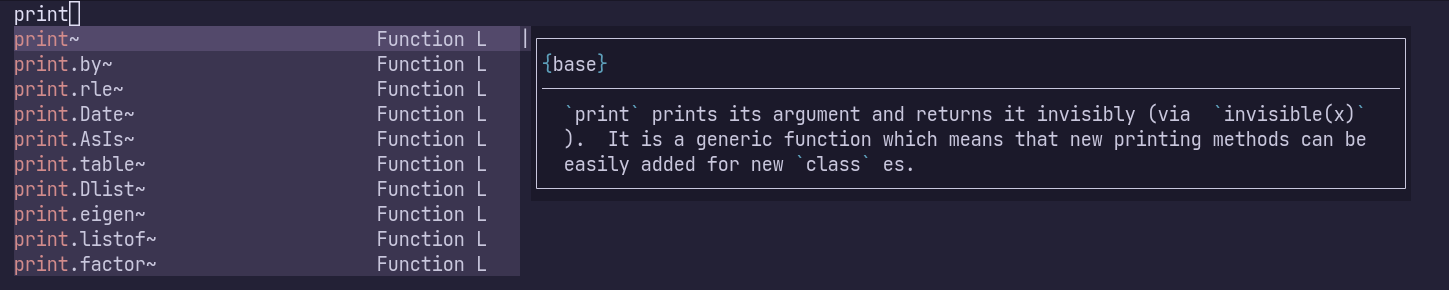 print
print~ Function L
print.by~ Function L
print.rle~ Function L
print.Date~ Function L
print.AsIs~ Function L
print.table~ Function L
print.Dlist~ Function L
print.eigen~ Function L
print.listof~ Function L
print.factor~ Function L
{base}
`print` prints its argument and returns it invisibly (via  `invisible(x)`
).  It is a generic function which means that new printing methods can be
easily added for new `class` es.